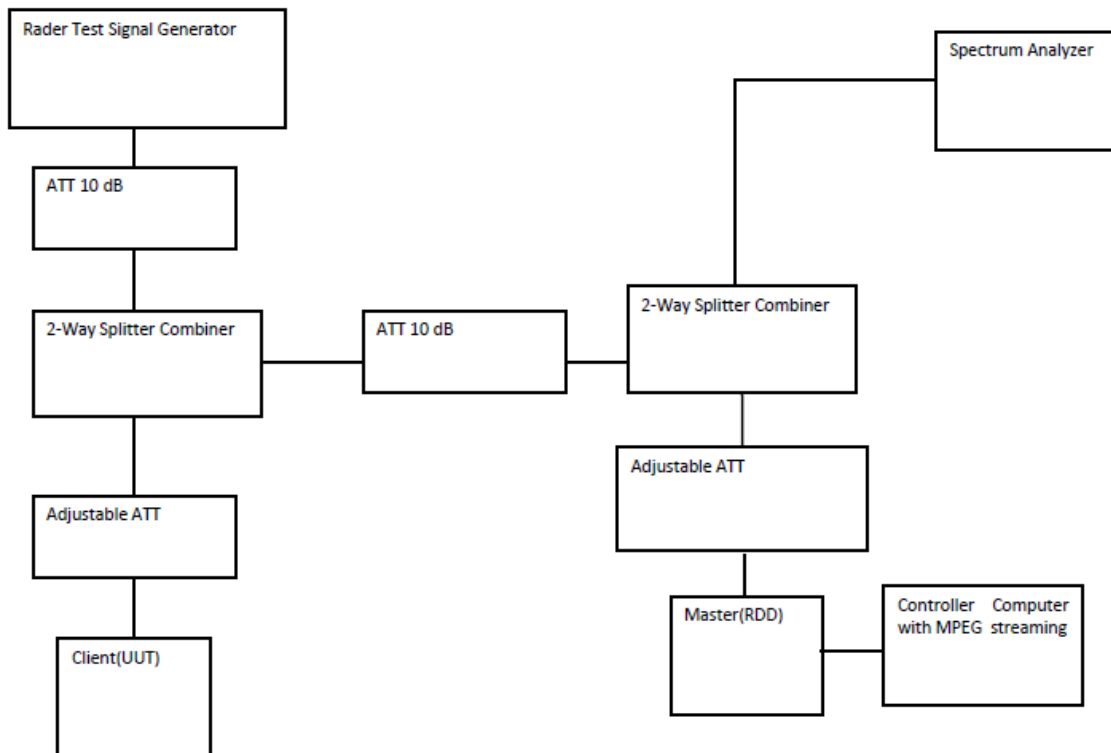 Rader Test Signal Generator
Spectrum Analyzer
ATT 10 dB
2-Way Splitter Combiner
ATT 10 dB
2-Way Splitter Combiner
Adjustable ATT
Adjustable ATT
Master(RDD)
Controller Computer
with MPEG streaming
Client(UUT)